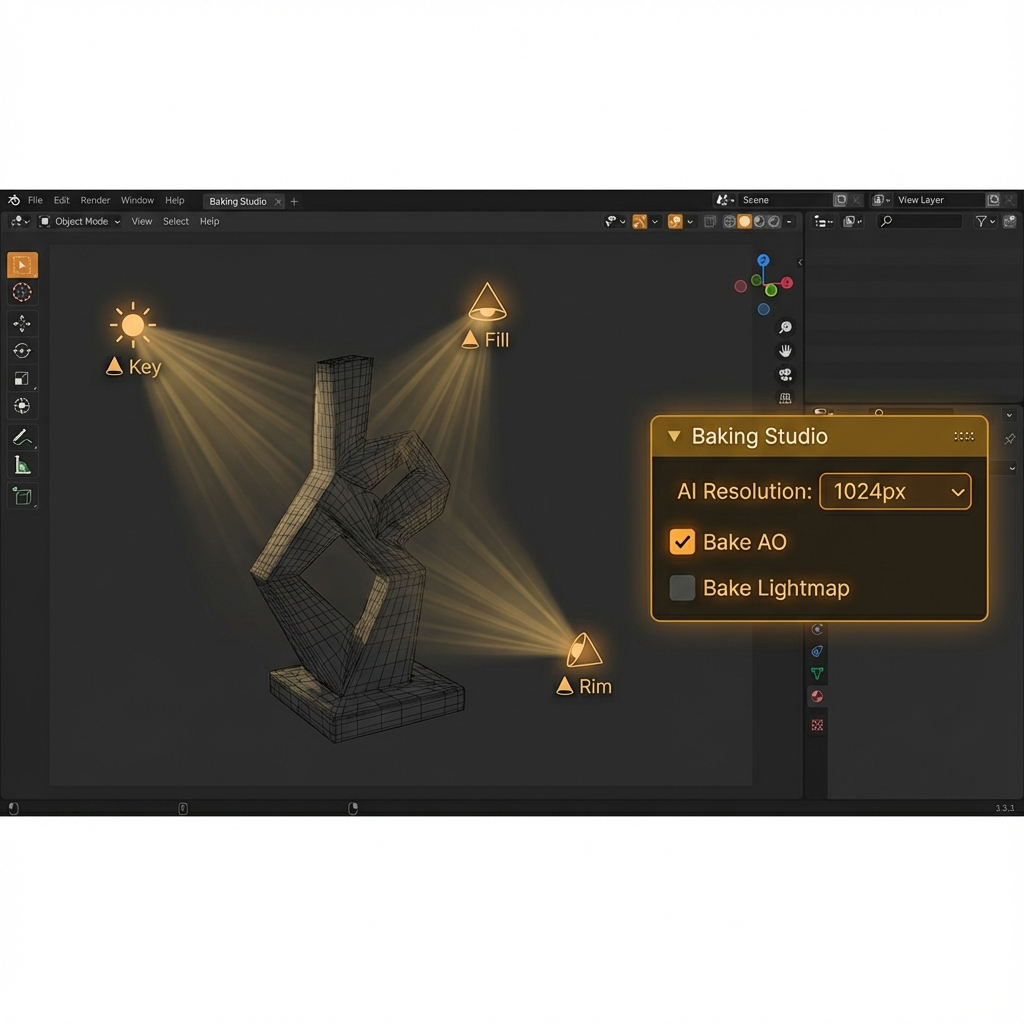 File Edit Render Window Help Baking Studio Scene View Layer
Object Mode View Select Help
Key
Fill
Baking Studio
AI Resolution: 1024px
Bake AO
Bake Lightmap
Rim
3.3.1